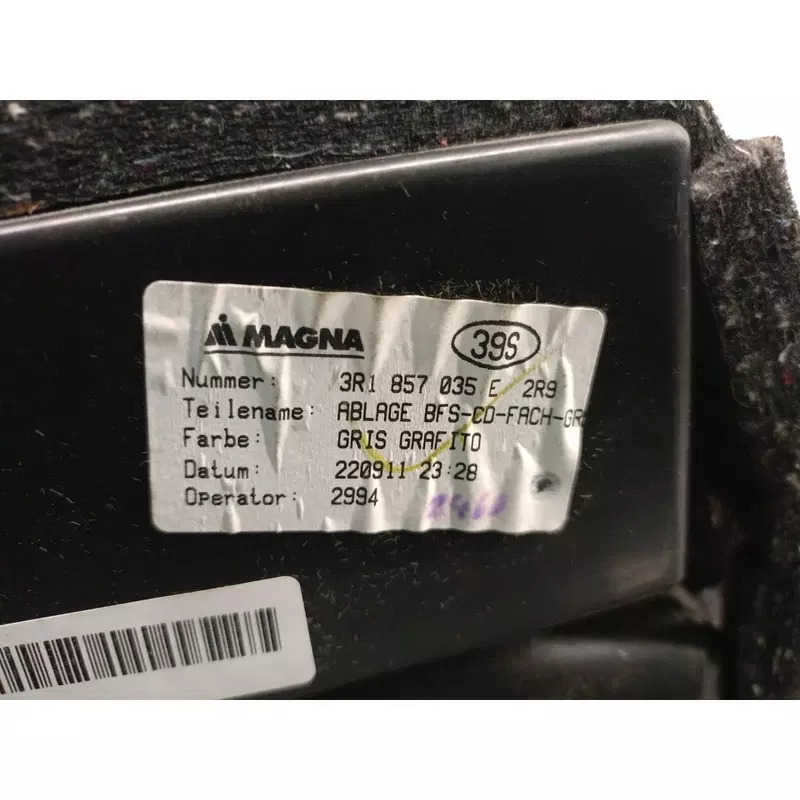 MAGNA
39S
Nummer: 3R1 857 035 E 2R9
Teilename: ABLAGE BFS-CD-FACH-GR
Farbe: GRIS GRAFITO
Datum: 220911 23:28
Operator: 2994